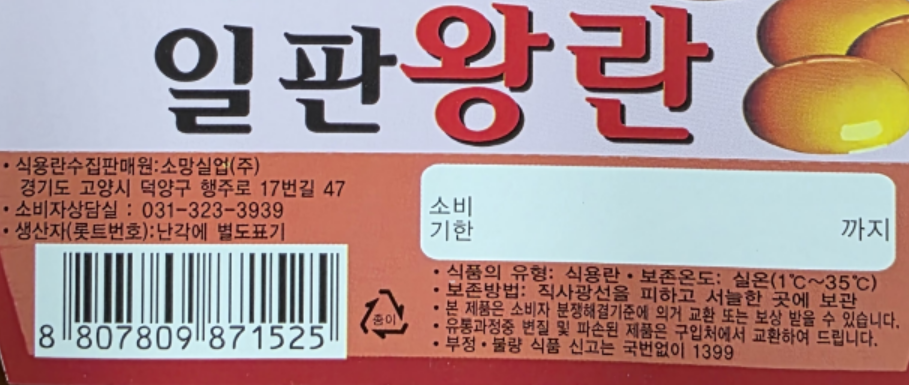 일판왕란
• 식용란수집판매원:소망실업(주)
경기도 고양시 덕양구 행주로 17번길 47
• 소비자상담실 : 031-323-3939
• 생산자(롯트번호):난각에 별도표기
8 807809 871525
종이
소비
기한
까지
• 식품의 유형: 식용란 • 보존온도: 실온(1℃~35℃)
• 보존방법: 직사광선을 피하고 서늘한 곳에 보관
• 본 제품은 소비자 분쟁해결기준에 의거 교환 또는 보상 받을 수 있습니다.
• 유통과정중 변질 및 파손된 제품은 구입처에서 교환하여 드립니다.
• 부정 • 불량 식품 신고는 국번없이 1399